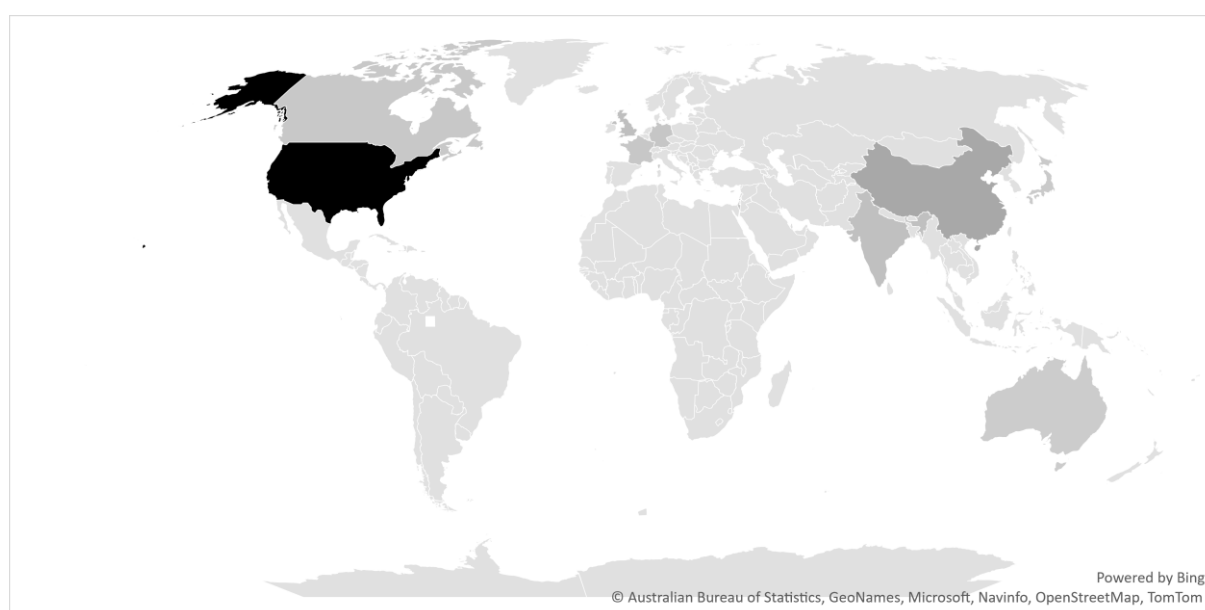 Powered by Bing
© Australian Bureau of Statistics, GeoNames, Microsoft, Navinfo, OpenStreetMap, TomTom